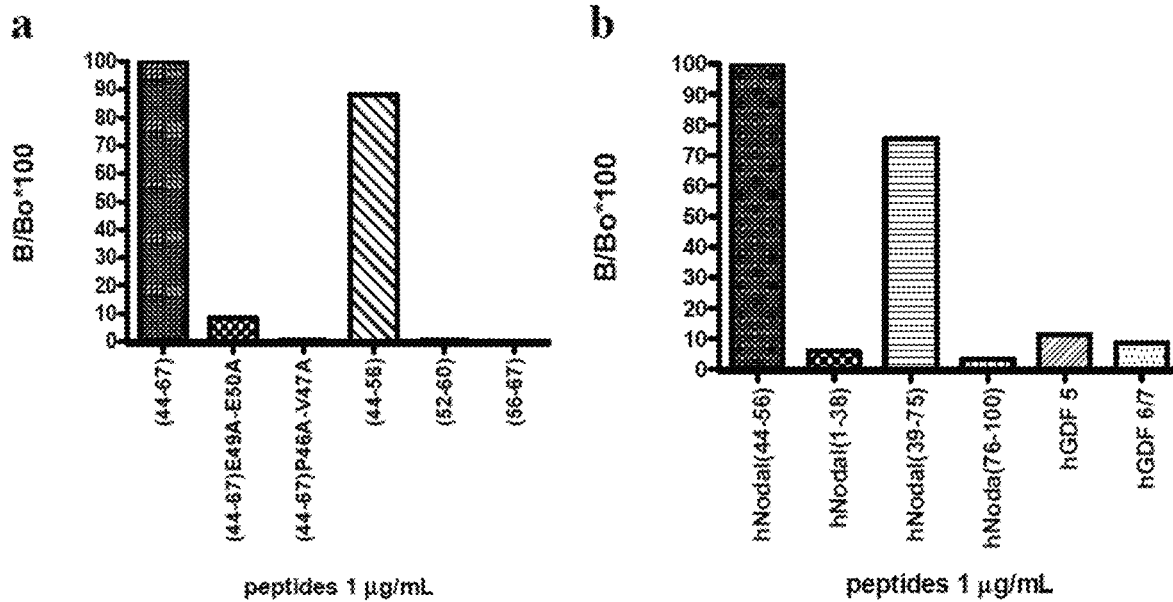 a
100
90
80
70
60
50
40
30
20
10
0
B/Bo*100
(44-67)
(44-67)E49A-E50A
(44-67)P46A-V47A
(44-56)
(52-60)
(56-67)
peptides 1 µg/mL
b
100
90
80
70
60
50
40
30
20
10
0
B/Bo*100
hNodal(44-56)
hNodal(1-38)
hNodal(39-75)
hNoda(76-100)
hGDF 5
hGDF 6/7
peptides 1 µg/mL